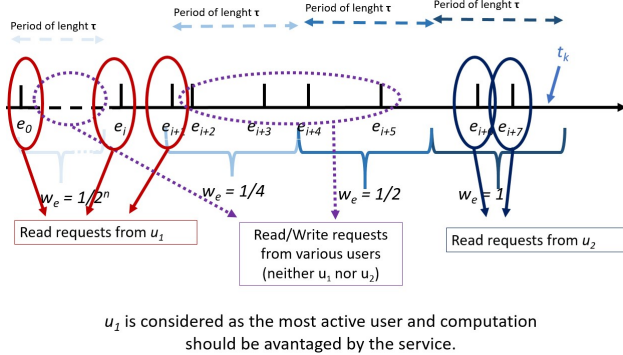 Period of lenght τ
Period of lenght τ
Period of lenght τ
Period of lenght τ
t_k
e_0
e_i
e_i+1
e_i+2
e_i+3
e_i+4
e_i+5
e_i+6
e_i+7
w_e = 1/2^n
w_e = 1/4
w_e = 1/2
w_e = 1
Read requests from u_1
Read/Write requests
from various users
(neither u_1 nor u_2)
Read requests from u_2
u_1 is considered as the most active user and computation
should be avantaged by the service.